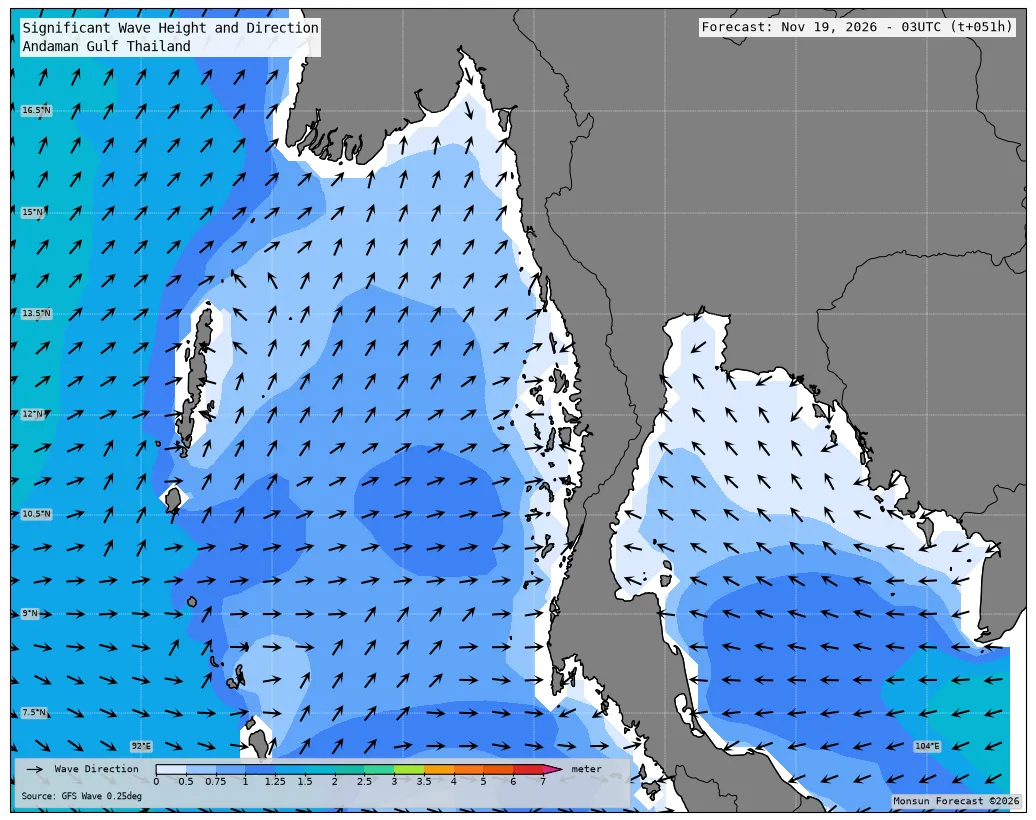 Significant Wave Height and Direction
Andaman Gulf Thailand
Forecast: Nov 19, 2026 - 03UTC (t+051h)
16.5°N
15°N
13.5°N
12°N
10.5°N
9°N
7.5°N
92°E
104°E
Wave Direction
0.5 0.75 1 1.25 1.5 2 2.5 3 3.5 4 5 6 7
meter
Source: GFS Wave 0.25deg
Monsun Forecast ©2026